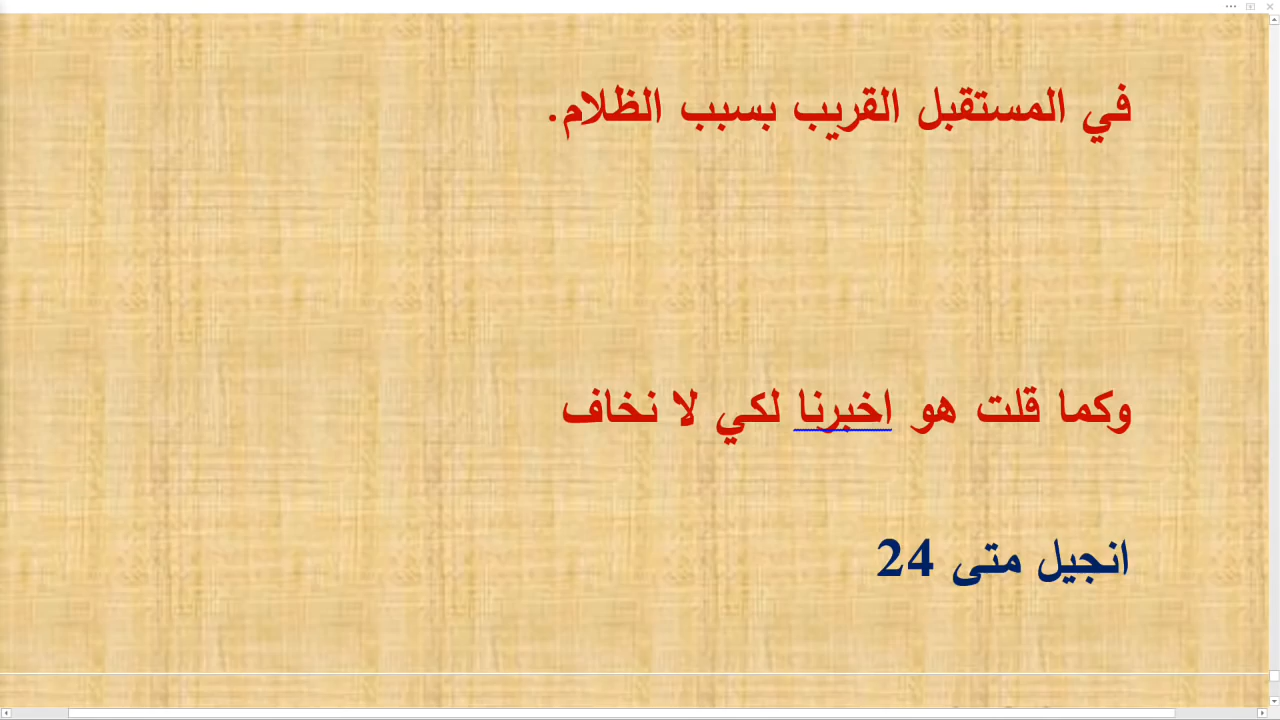 في المستقبل القريب بسبب الظلام.
وكما قلت هو اخبرنا لكي لا نخاف
انجيل متى 24